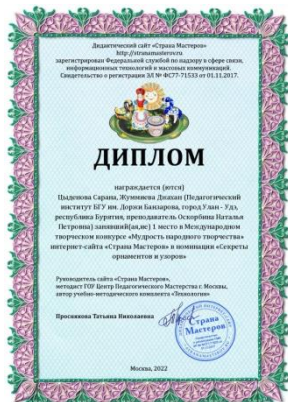 Дидактический сайт «Страна Мастеров»
http://stranamasterov.ru
зарегистрирован Федеральной службой по надзору в сфере связи,
информационных технологий и массовых коммуникаций.
Свидетельство о регистрации ЭЛ № ФС77-71533 от 01.11.2017.
ДИПЛОМ
награждается (ются)
Цыденова Сарана, Жумниева Джахан (Педагогический
институт БГУ им. Доржи Банзарова, город Улан - Удэ,
республика Бурятия, преподаватель Оскорбина Наталья
Петровна) занявший(ая,ие) 1 место в Международном
творческом конкурсе «Мудрость народного творчества»
интернет-сайта «Страна Мастеров» в номинации «Секреты
орнамента и узоров»
Руководитель сайта «Страна Мастеров»,
методист ГОУ Центр Педагогического Мастерства г. Москвы,
автор учебно-методического комплекта «Технология»
Проснякова Татьяна Николаевна
Страна
Мастеров
Москва, 2022